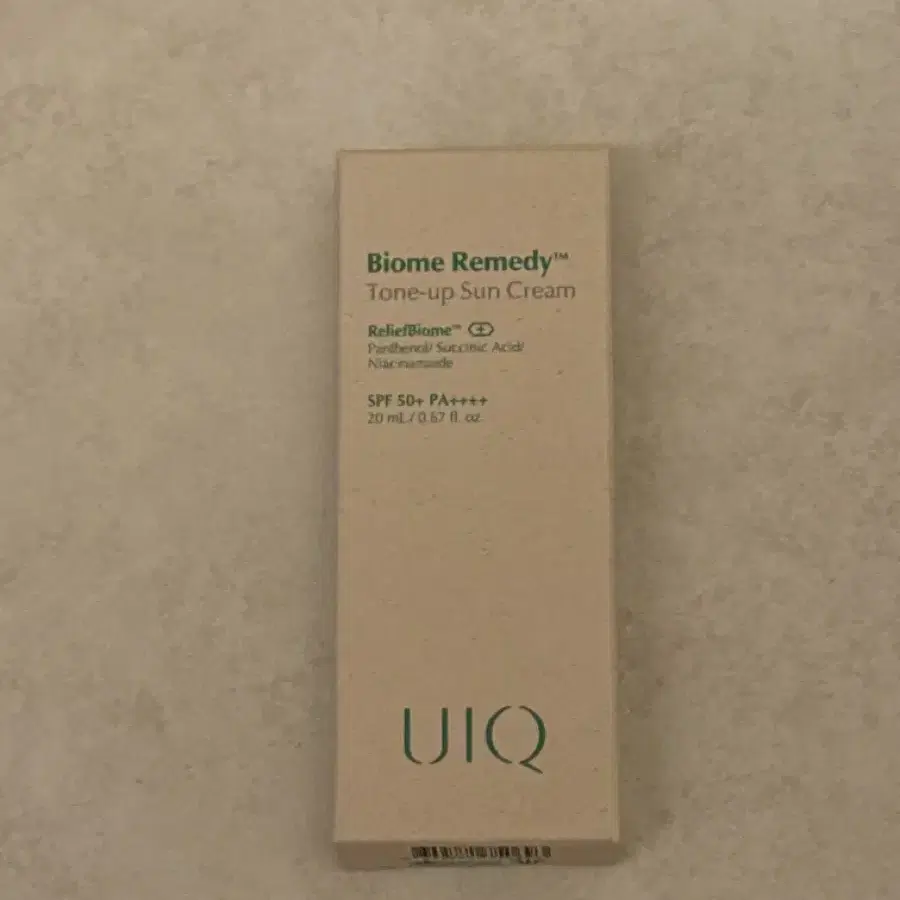 Biome Remedy™
Tone-up Sun Cream
ReliefBiome™
Panthenol/ Succinic Acid/
Niacinamide
SPF 50+ PA++++
20 mL / 0.67 fl. oz.
UIQ